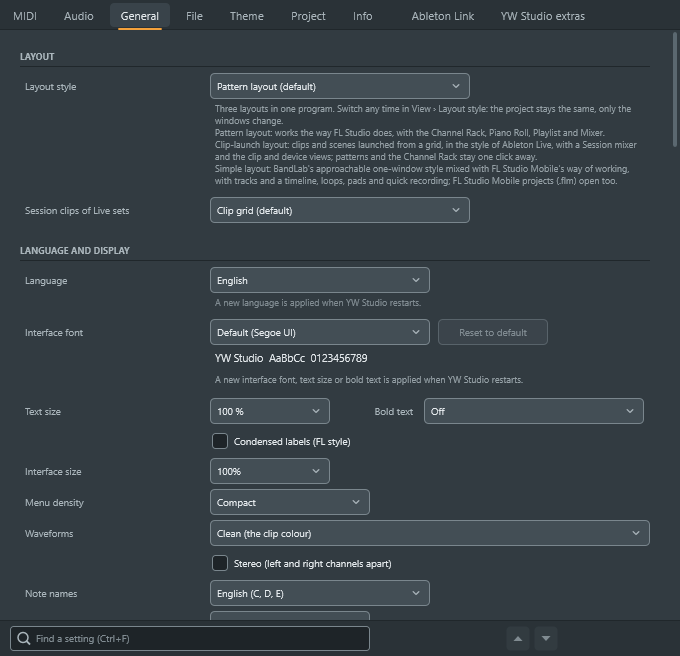 MIDI Audio General File Theme Project Info Ableton Link YW Studio extras
LAYOUT
Layout style Pattern layout (default)
Three layouts in one program. Switch any time in View › Layout style: the project stays the same, only the
windows change.
Pattern layout: works the way FL Studio does, with the Channel Rack, Piano Roll, Playlist and Mixer.
Clip-launch layout: clips and scenes launched from a grid, in the style of Ableton Live, with a Session mixer
and the clip and device views; patterns and the Channel Rack stay one click away.
Simple layout: BandLab's approachable one-window style mixed with FL Studio Mobile's way of working,
with tracks and a timeline, loops, pads and quick recording; FL Studio Mobile projects (.flm) open too.
Session clips of Live sets Clip grid (default)
LANGUAGE AND DISPLAY
Language English
A new language is applied when YW Studio restarts.
Interface font Default (Segoe UI) Reset to default
YW Studio AaBbCc 0123456789
A new interface font, text size or bold text is applied when YW Studio restarts.
Text size 100 % Bold text Off
Condensed labels (FL style)
Interface size 100%
Menu density Compact
Waveforms Clean (the clip colour)
Stereo (left and right channels apart)
Note names English (C, D, E)
Find a setting (Ctrl+F)